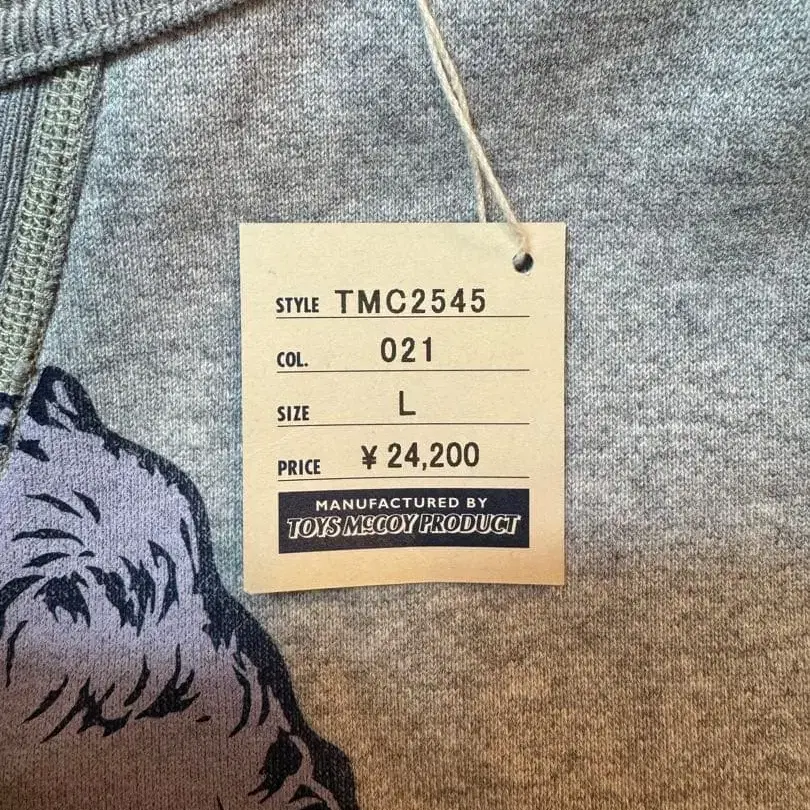 STYLE TMC2545
COL. 021
SIZE L
PRICE ¥24,200
MANUFACTURED BY
TOYS McCOY PRODUCT